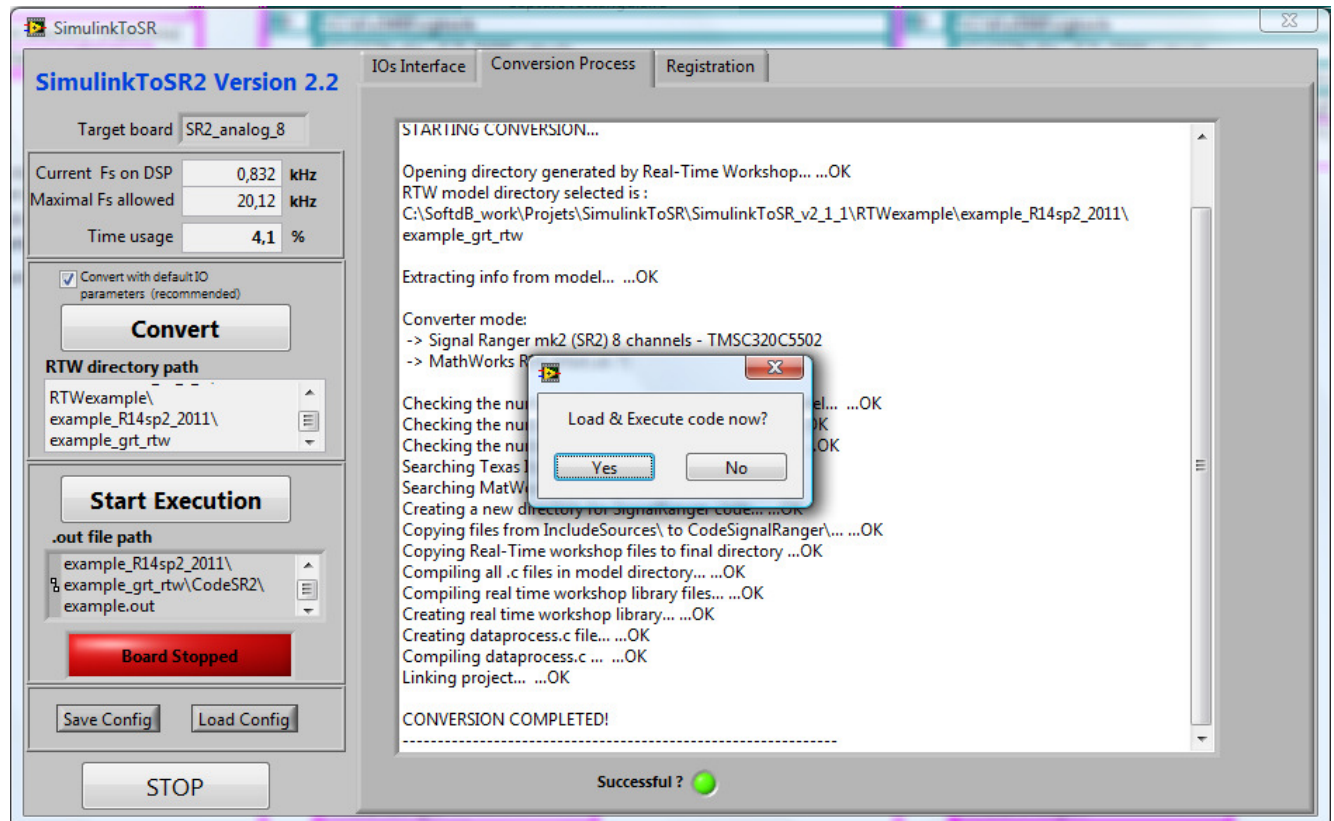 SimulinkToSR
SimulinkToSR2 Version 2.2
Target board SR2_analog_8
Current Fs on DSP 0,832 kHz
Maximal Fs allowed 20,12 kHz
Time usage 4,1 %
Convert with default IO
parameters (recommended)
Convert
RTW directory path
RTWexample\
example_R14sp2_2011\
example_grt_rtw
Start Execution
.out file path
example_R14sp2_2011\
example_grt_rtw\CodeSR2\
example.out
Board Stopped
Save Config Load Config
STOP
IOs Interface Conversion Process Registration
STARTING CONVERSION...
Opening directory generated by Real-Time Workshop... ...OK
RTW model directory selected is :
C:\SoftdB_work\Projets\SimulinkToSR\SimulinkToSR_v2_1_1\RTWexample\example_R14sp2_2011\
example_grt_rtw
Extracting info from model... ...OK
Converter mode:
-> Signal Ranger mk2 (SR2) 8 channels - TMSC320C5502
-> MathWorks
Checking the ...OK
Checking the
Checking the .OK
Searching Texas
Searching
Creating a new directory for SignalRanger code... ...OK
Copying files from IncludeSources\ to CodeSignalRanger\... ...OK
Copying Real-Time workshop files to final directory ...OK
Compiling all .c files in model directory... ...OK
Compiling real time workshop library files... ...OK
Creating real time workshop library... ...OK
Creating dataprocess.c file... ...OK
Compiling dataprocess.c ... ...OK
Linking project... ...OK
CONVERSION COMPLETED!
--------------------------------------------------------------
Successful ?
Load & Execute code now?
Yes No